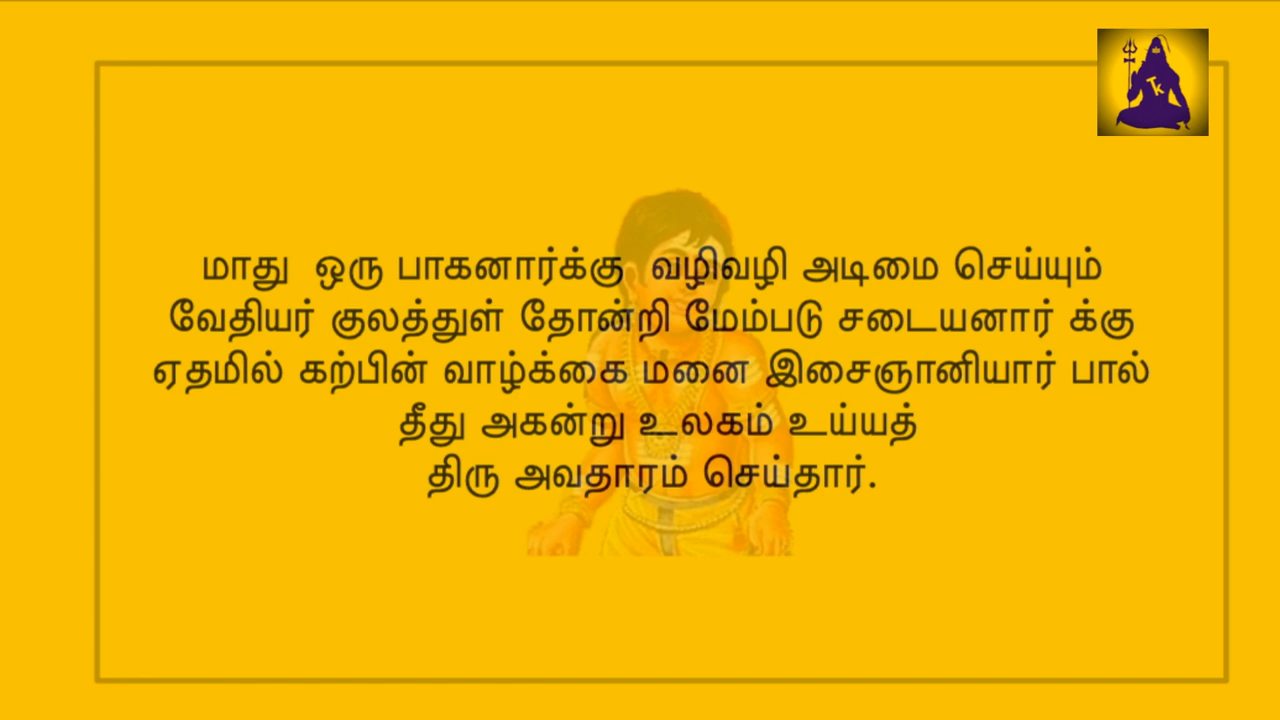 Tk
மாது ஒரு பாகனார்க்கு வழிவழி அடிமை செய்யும்
வேதியர் குலத்துள் தோன்றி மேம்படு சடையனார் க்கு
ஏதமில் கற்பின் வாழ்க்கை மனை இசைஞானியார் பால்
தீது அகன்று உலகம் உய்யத்
திரு அவதாரம் செய்தார்.